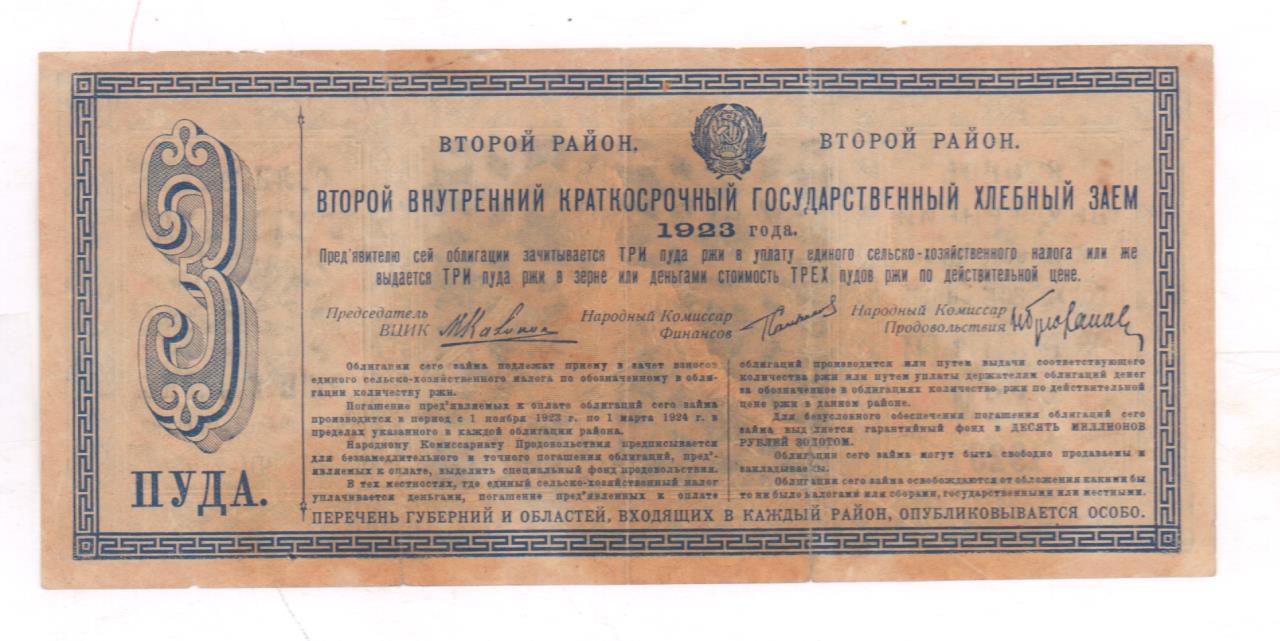 3
ПУДА.
ВТОРОЙ РАЙОН. ВТОРОЙ РАЙОН.
ВТОРОЙ ВНУТРЕННИЙ КРАТКОСРОЧНЫЙ ГОСУДАРСТВЕННЫЙ ХЛЕБНЫЙ ЗАЕМ
1923 года.
Пред'явителю сей облигации зачитывается ТРИ пуда ржи в уплату единого сельско-хозяйственного налога или же
выдается ТРИ пуда ржи в зерне или деньгами стоимость ТРЕХ пудов ржи по действительной цене.
Председатель
ВЦИК
Народный Комиссар
Финансов
Народный Комиссар
Продовольствия
Облигации сего займа подлежат приему в зачет взносов
единого сельско-хозяйственного налога по обозначенному в обли-
гации количеству ржи.
Погашение пред'являемых к оплате облигаций сего займа
производится в период с 1 ноября 1923 г. по 1 марта 1924 г. в
пределах указанного в каждой облигации района.
Народному Комиссариату Продовольствия предписывается
для беззамедлительного и точного погашения облигаций, пред'-
являемых к оплате, выделить специальный фонд продовольствия.
В тех местностях, где единый сельско-хозяйственный налог
уплачивается деньгами, погашение пред'явленных к оплате
облигаций производится или путем выдачи соответствующего
количества ржи или путем уплаты держателям облигаций денег
за обозначенное в облигациях количество ржи по действительной
цене ржи в данном районе.
Для безусловного обеспечения погашения облигаций сего
займа выделяется гарантийный фонд в ДЕСЯТЬ МИЛЛИОНОВ
РУБЛЕЙ ЗОЛОТОМ.
Облигации сего займа могут быть свободно продаваемы и
закладываемы.
Облигации сего займа освобождаются от обложения какими бы
то ни было налогами или сборами, государственными или местными.
ПЕРЕЧЕНЬ ГУБЕРНИЙ И ОБЛАСТЕЙ, ВХОДЯЩИХ В КАЖДЫЙ РАЙОН, ОПУБЛИКОВЫВАЕТСЯ ОСОБО.